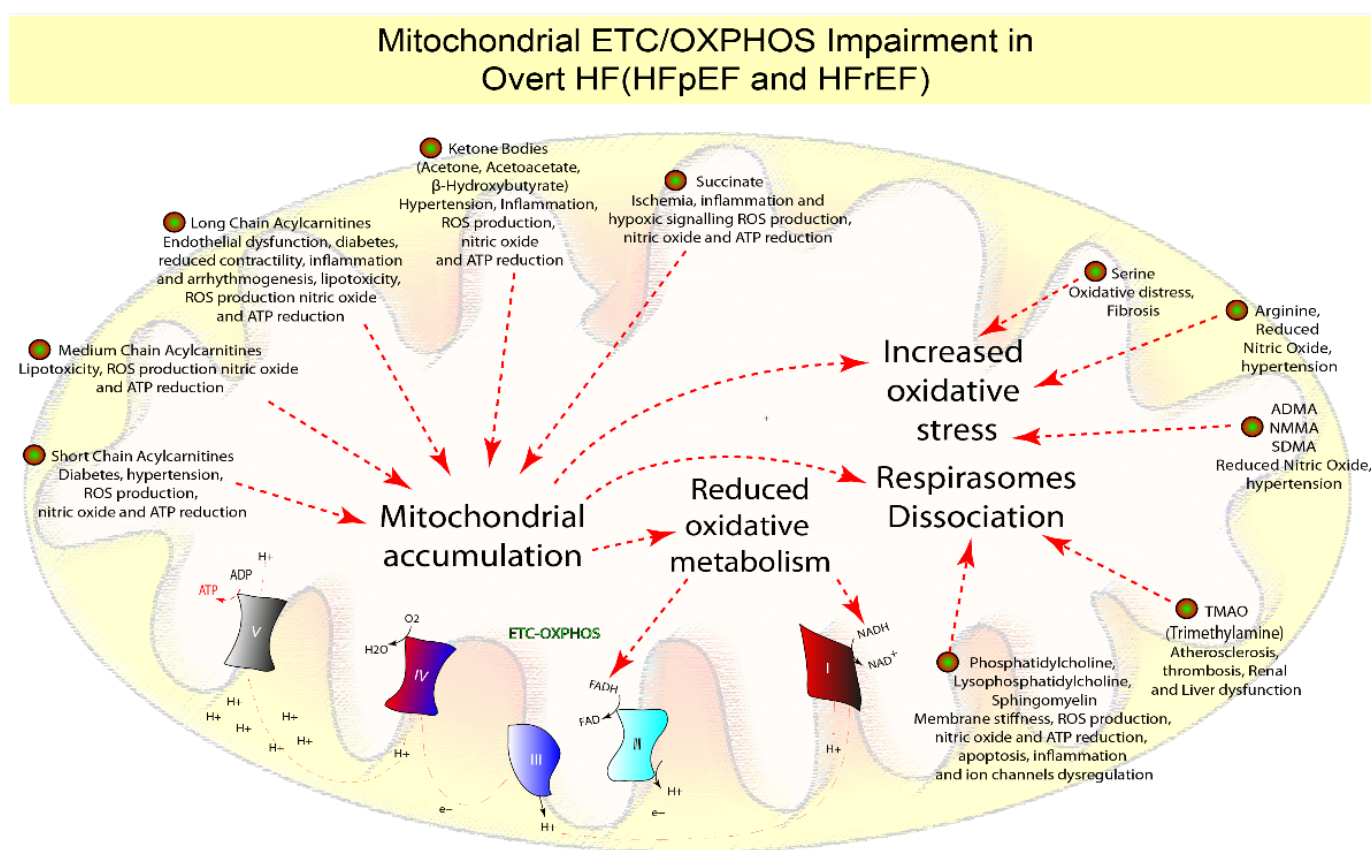 Mitochondrial ETC/OXPHOS Impairment in
Overt HF(HFpEF and HFrEF)
Ketone Bodies
(Acetone, Acetoacetate,
β-Hydroxybutyrate)
Hypertension, Inflammation,
ROS production,
nitric oxide
and ATP reduction
Succinate
Ischemia, inflammation and
hypoxic signalling ROS production,
nitric oxide and ATP reduction
Long Chain Acylcarnitines
Endothelial dysfunction, diabetes,
reduced contractility, inflammation
and arrhythmogenesis, lipotoxicity,
ROS production nitric oxide
and ATP reduction
Medium Chain Acylcarnitines
Lipotoxicity, ROS production nitric oxide
and ATP reduction
Short Chain Acylcarnitines
Diabetes, hypertension,
ROS production,
nitric oxide and ATP reduction
Serine
Oxidative distress,
Fibrosis
Arginine,
Reduced
Nitric Oxide,
hypertension
ADMA
NMMA
SDMA
Reduced Nitric Oxide,
hypertension
Increased
oxidative
stress
Respirasomes
Dissociation
Reduced
oxidative
metabolism
Mitochondrial
accumulation
TMAO
(Trimethylamine)
Atherosclerosis,
thrombosis, Renal
and Liver dysfunction
Phosphatidylcholine,
Lysophosphatidylcholine,
Sphingomyelin
Membrane stiffness, ROS production,
nitric oxide and ATP reduction,
apoptosis, inflammation
and ion channels dysregulation
ETC-OXPHOS
H+
ADP
ATP
V
H+
H+
H+
H+
H+
H+
H+
O2
H2O
IV
H+
e–
III
H+
FADH
FAD
II
H+
e–
I
NADH
NAD+
H+